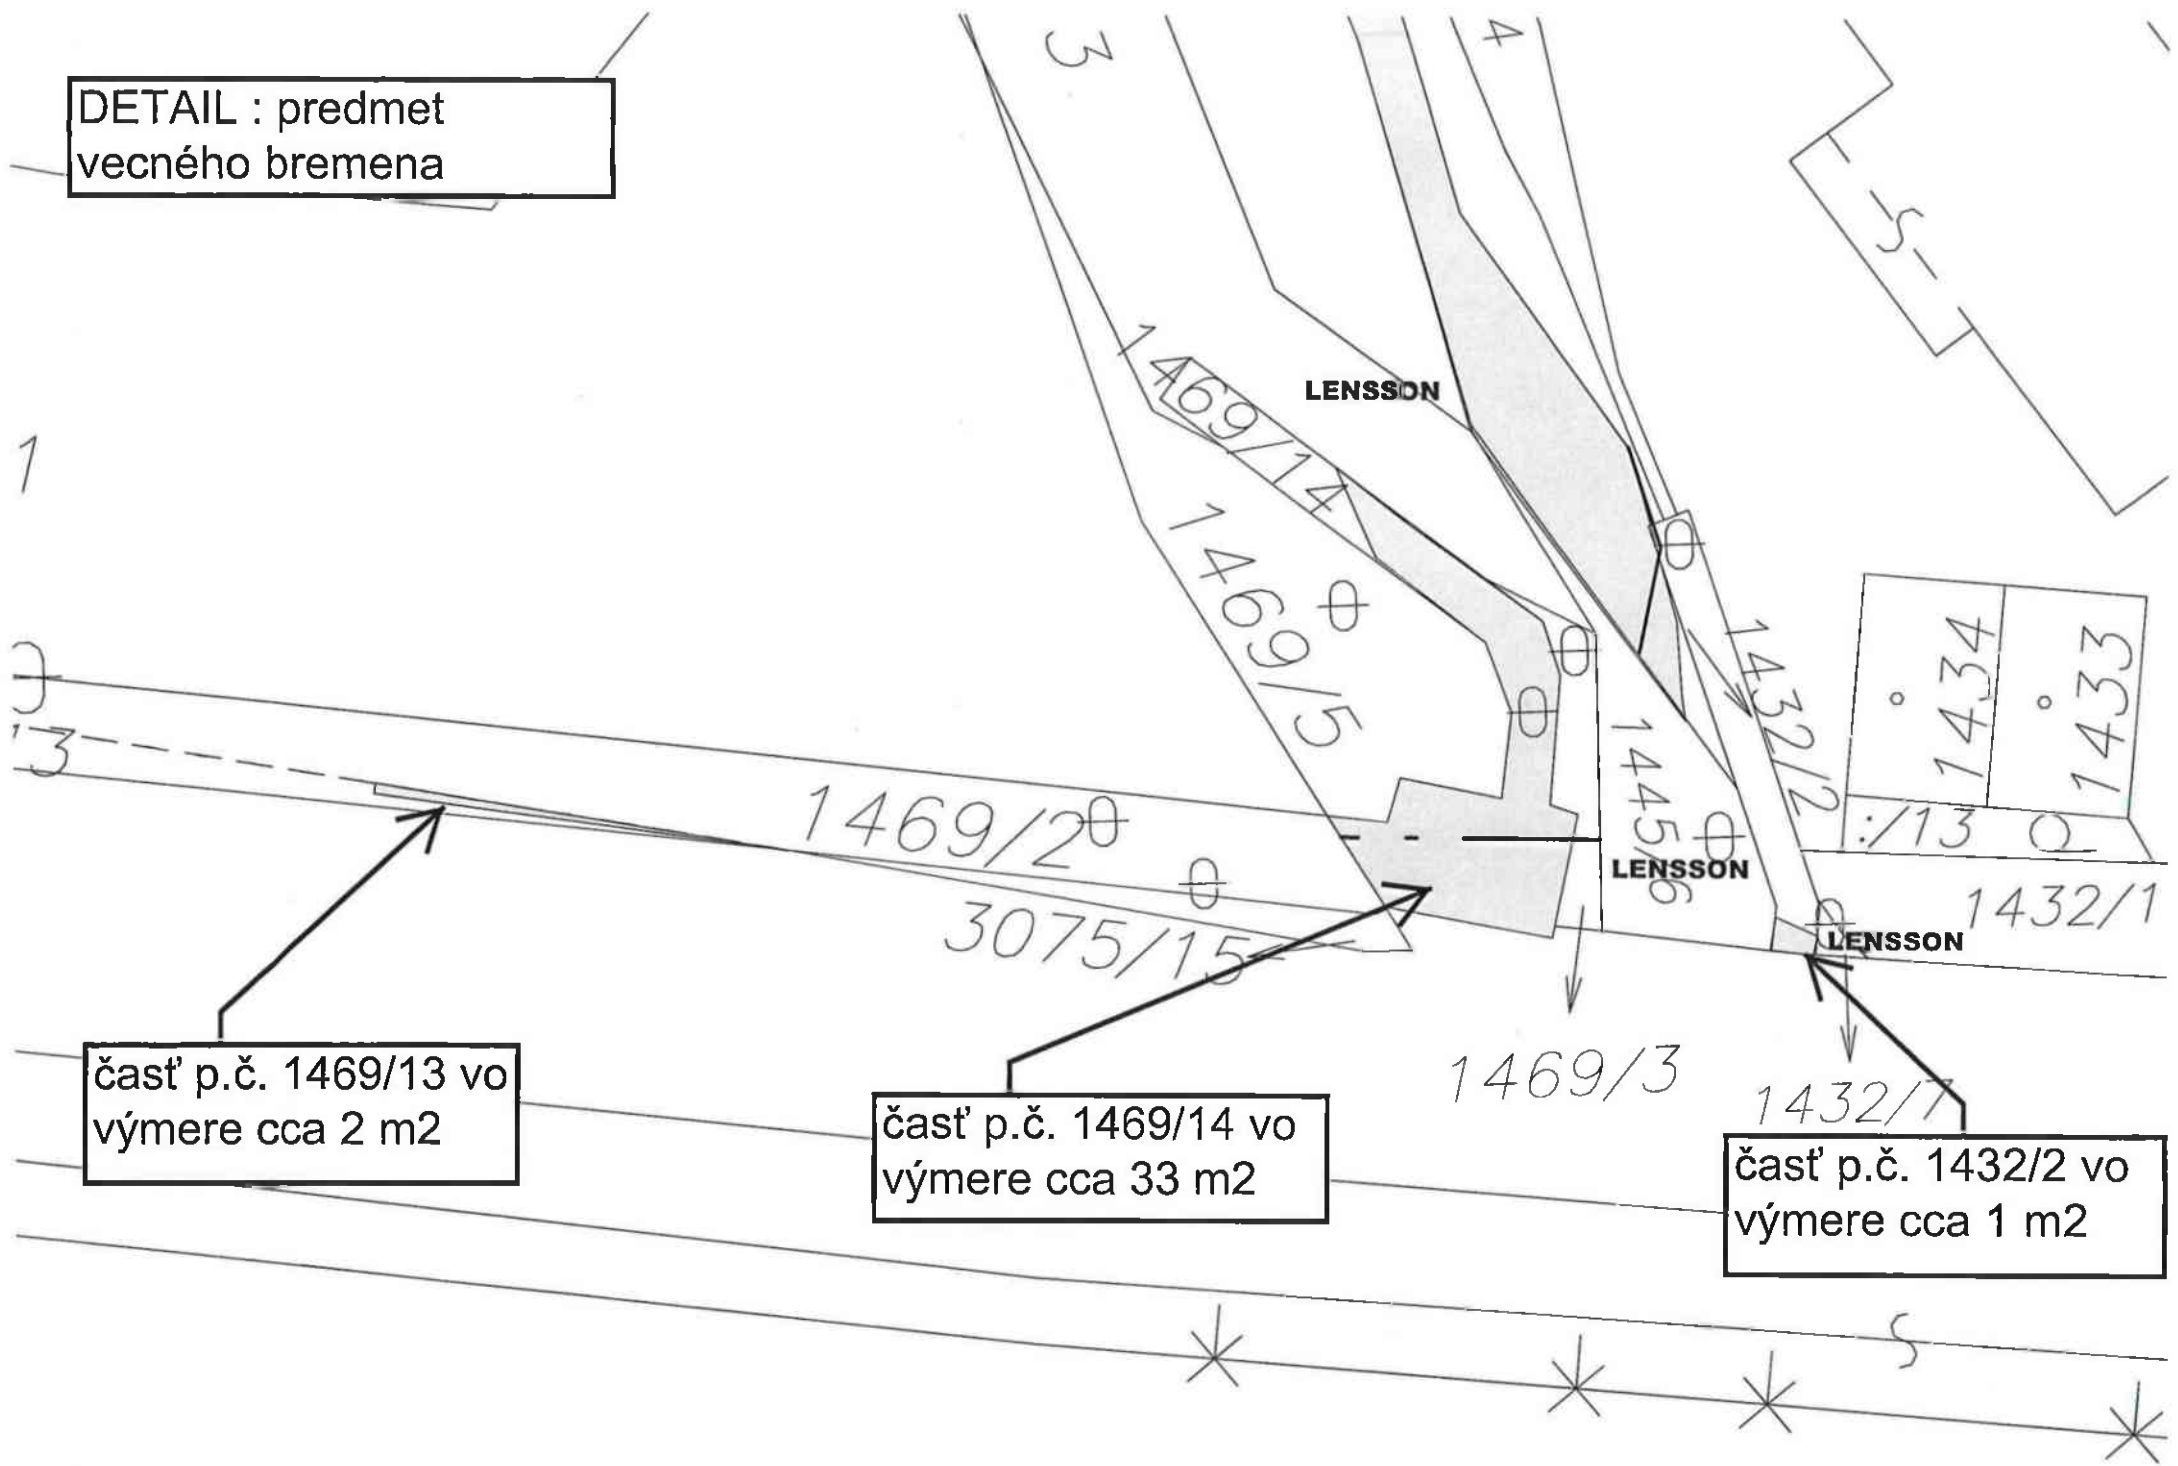 DETAIL : predmet
vecného bremena
3
4
S
1
1469/14
LENSSON
1469/5
1434
1433
1432/2
1445/6
3
1469/2
:/13
LENSSON
1432/1
3075/15
LENSSON
1469/3
1432/7
časť p.č. 1469/13 vo
výmere cca 2 m2
časť p.č. 1469/14 vo
výmere cca 33 m2
časť p.č. 1432/2 vo
výmere cca 1 m2